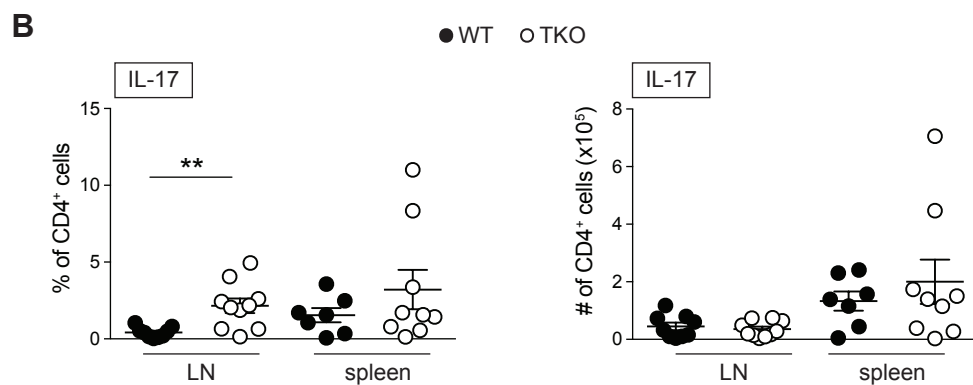 B
WT TKO
IL-17
15
10
5
0
% of CD4⁺ cells
**
LN spleen
IL-17
8
6
4
2
0
# of CD4⁺ cells (x10⁵)
LN spleen